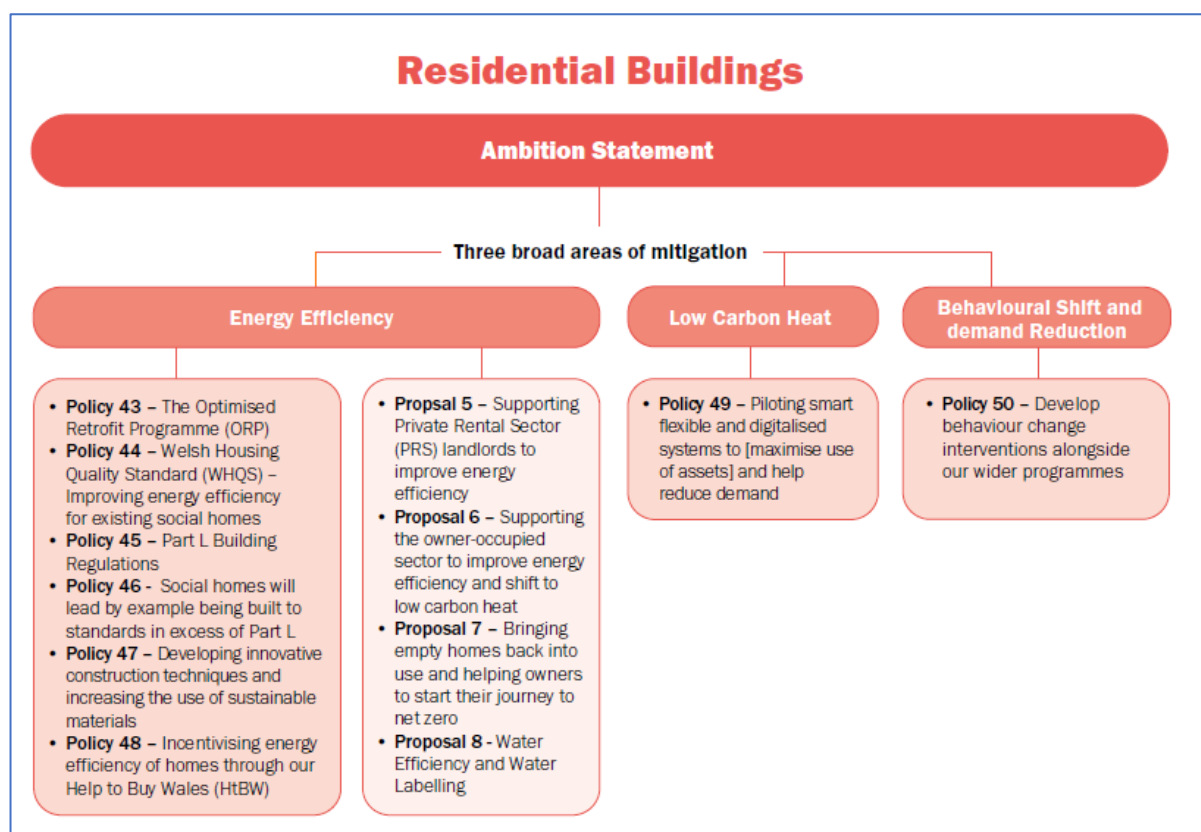 Residential Buildings
Ambition Statement
Three broad areas of mitigation
Energy Efficiency
• Policy 43 – The Optimised
Retrofit Programme (ORP)
• Policy 44 – Welsh Housing
Quality Standard (WHQS) –
Improving energy efficiency
for existing social homes
• Policy 45 – Part L Building
Regulations
• Policy 46 - Social homes will
lead by example being built to
standards in excess of Part L
• Policy 47 – Developing innovative
construction techniques and
increasing the use of sustainable
materials
• Policy 48 – Incentivising energy
efficiency of homes through our
Help to Buy Wales (HtBW)
• Propsal 5 – Supporting
Private Rental Sector
(PRS) landlords to
improve energy
efficiency
• Proposal 6 – Supporting
the owner-occupied
sector to improve energy
efficiency and shift to
low carbon heat
• Proposal 7 – Bringing
empty homes back into
use and helping owners
to start their journey to
net zero
• Proposal 8 - Water
Efficiency and Water
Labelling
Low Carbon Heat
• Policy 49 – Piloting smart
flexible and digitalised
systems to [maximise use
of assets] and help
reduce demand
Behavioural Shift and
demand Reduction
• Policy 50 – Develop
behaviour change
interventions alongside
our wider programmes